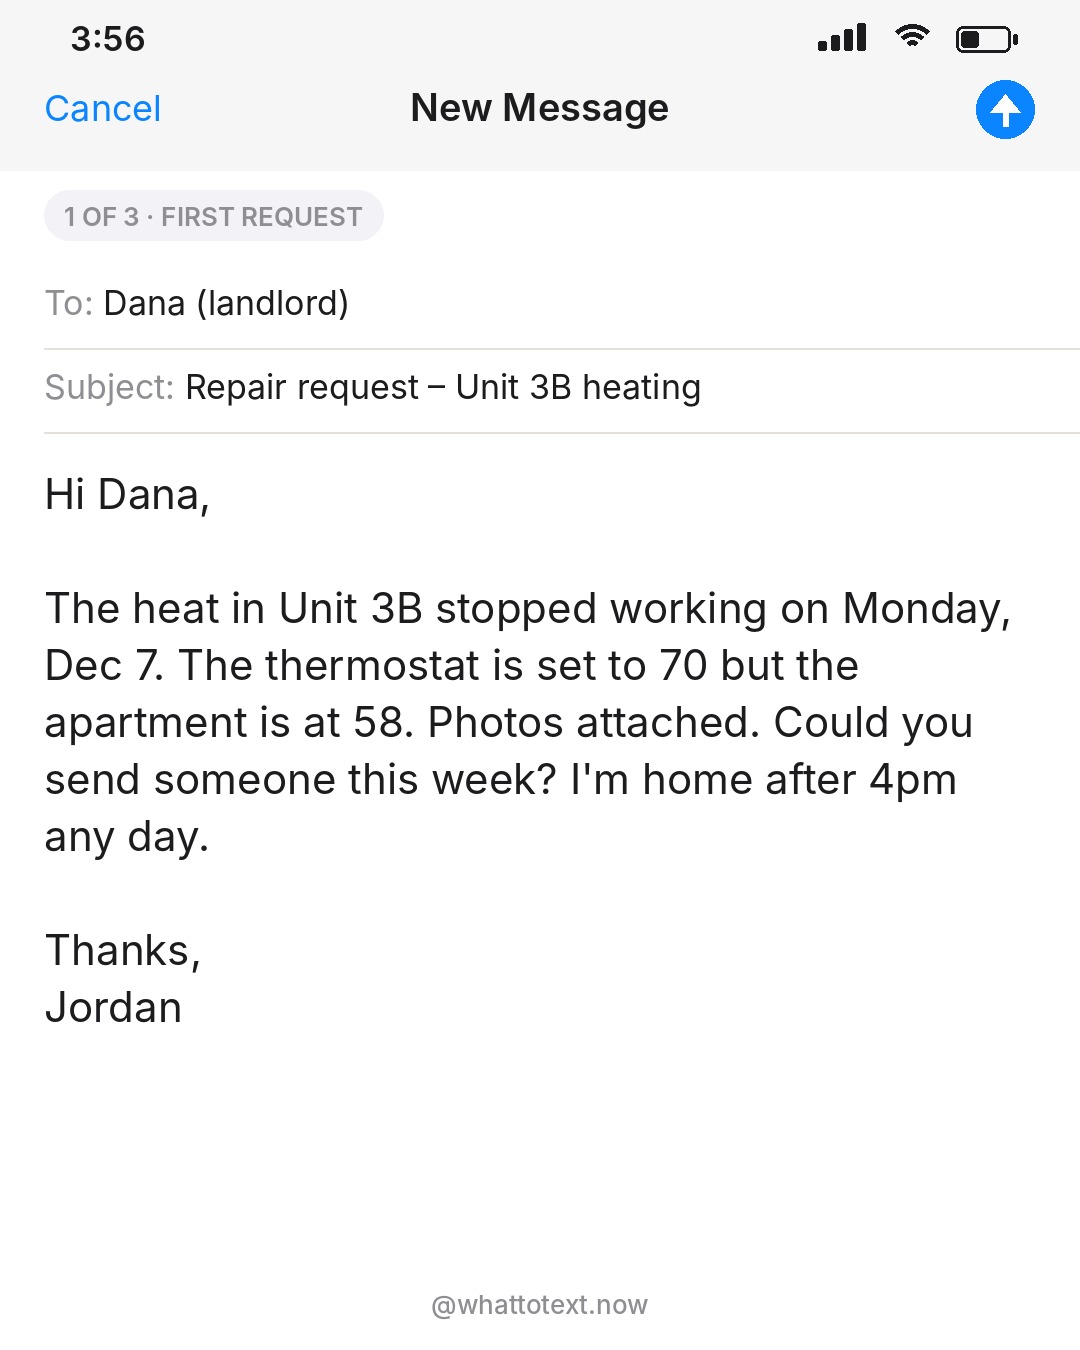 3:56
Cancel New Message
1 OF 3 · FIRST REQUEST
To: Dana (landlord)
Subject: Repair request – Unit 3B heating
Hi Dana,
The heat in Unit 3B stopped working on Monday,
Dec 7. The thermostat is set to 70 but the
apartment is at 58. Photos attached. Could you
send someone this week? I'm home after 4pm
any day.
Thanks,
Jordan
@whattotext.now